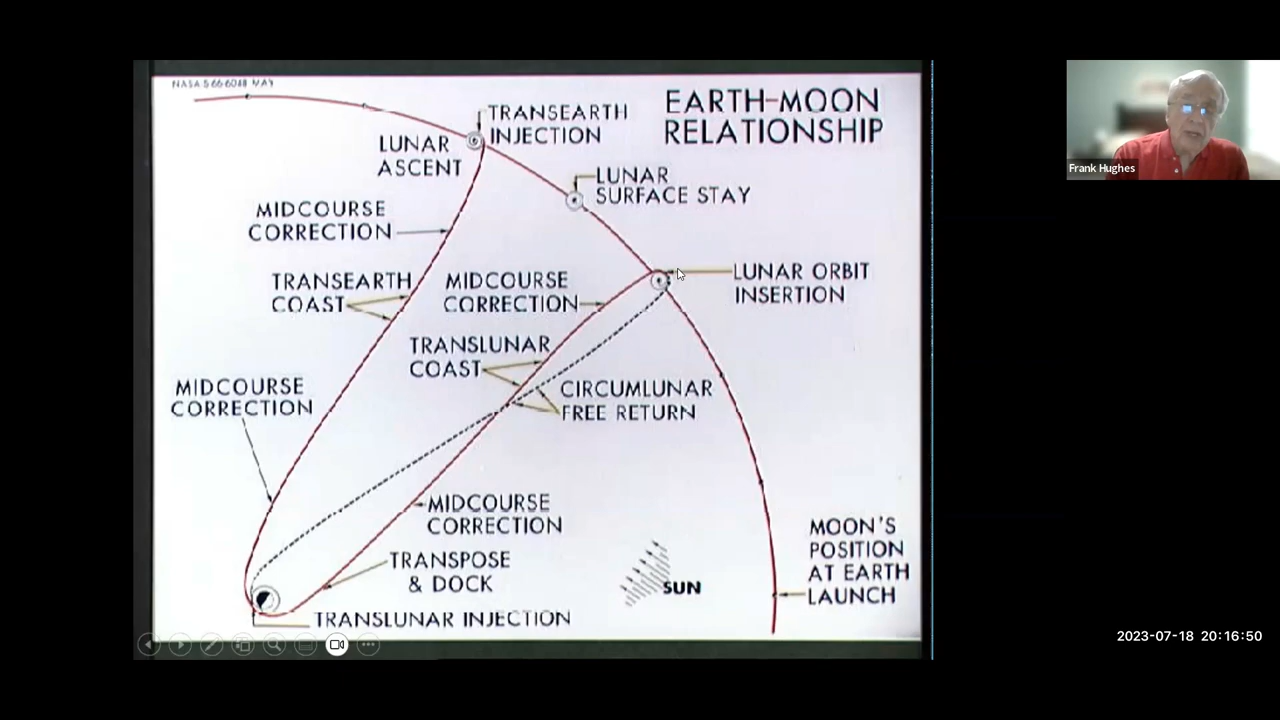 NASA S 66 6048 MAY
EARTH-MOON
RELATIONSHIP
TRANSEARTH
INJECTION
LUNAR
ASCENT
LUNAR
SURFACE STAY
MIDCOURSE
CORRECTION
TRANSEARTH
COAST
MIDCOURSE
CORRECTION
LUNAR ORBIT
INSERTION
TRANSLUNAR
COAST
CIRCUMLUNAR
FREE RETURN
MIDCOURSE
CORRECTION
MIDCOURSE
CORRECTION
TRANSPOSE
& DOCK
SUN
MOON'S
POSITION
AT EARTH
LAUNCH
TRANSLUNAR INJECTION
Frank Hughes
2023-07-18 20:16:50